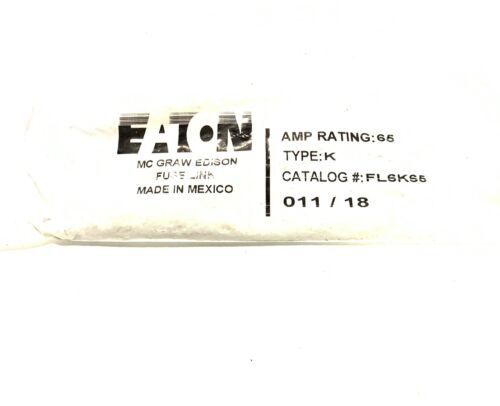 EATON
MC GRAW EDISON
FUSE LINK
MADE IN MEXICO
AMP RATING:65
TYPE:K
CATALOG #:FL6K65
011 / 18